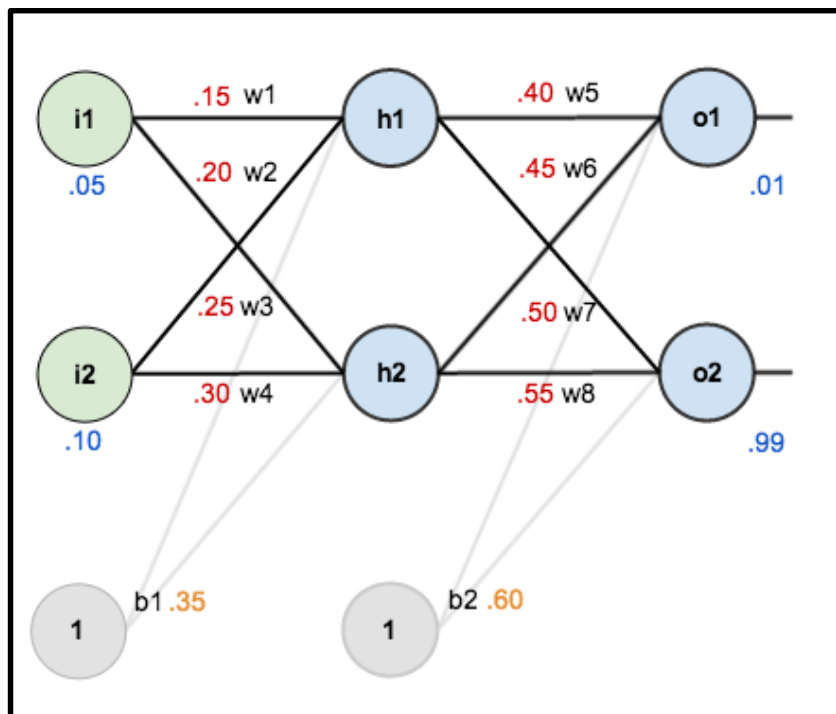 .15 w1
.40 w5
i1
h1
o1
.20 w2
.45 w6
.05
.01
.25 w3
.50 w7
i2
h2
o2
.30 w4
.55 w8
.10
.99
b1 .35
b2 .60
1
1